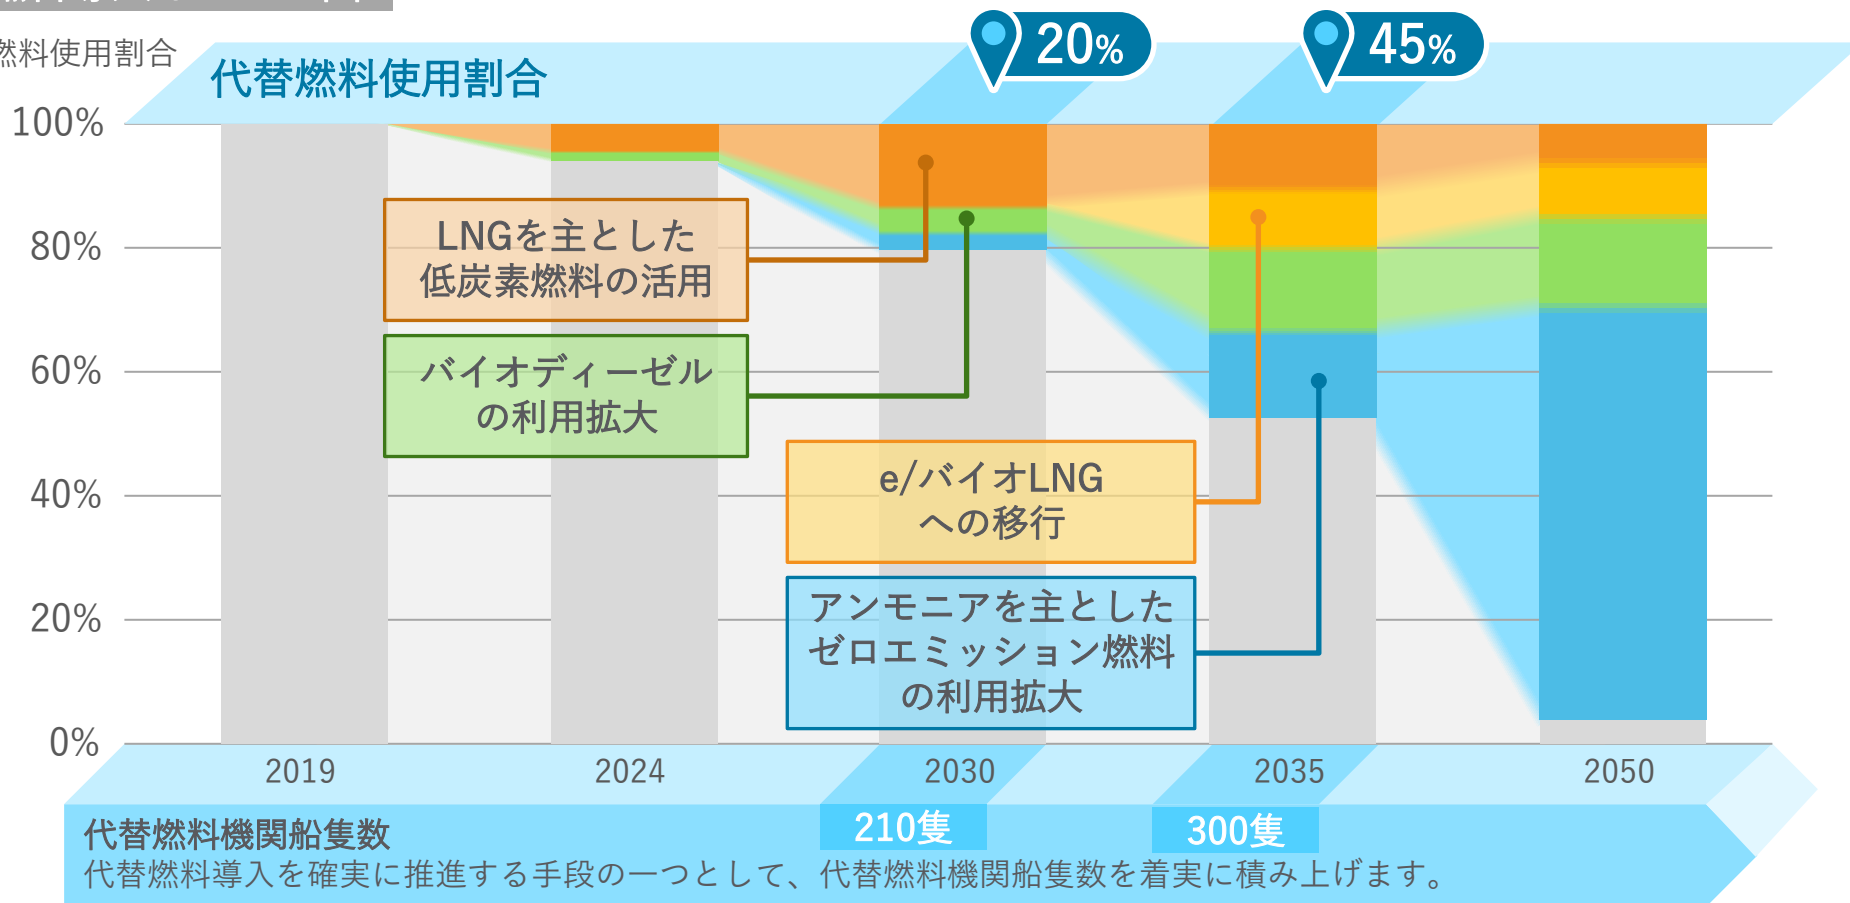 燃料使用割合
代替燃料使用割合
20%
45%
100%
80%
60%
40%
20%
0%
LNGを主とした
低炭素燃料の活用
バイオディーゼル
の利用拡大
e/バイオLNG
への移行
アンモニアを主とした
ゼロエミッション燃料
の利用拡大
2019
2024
2030
2035
2050
210隻
300隻
代替燃料機関船隻数
代替燃料導入を確実に推進する手段の一つとして、代替燃料機関船隻数を着実に積み上げます。